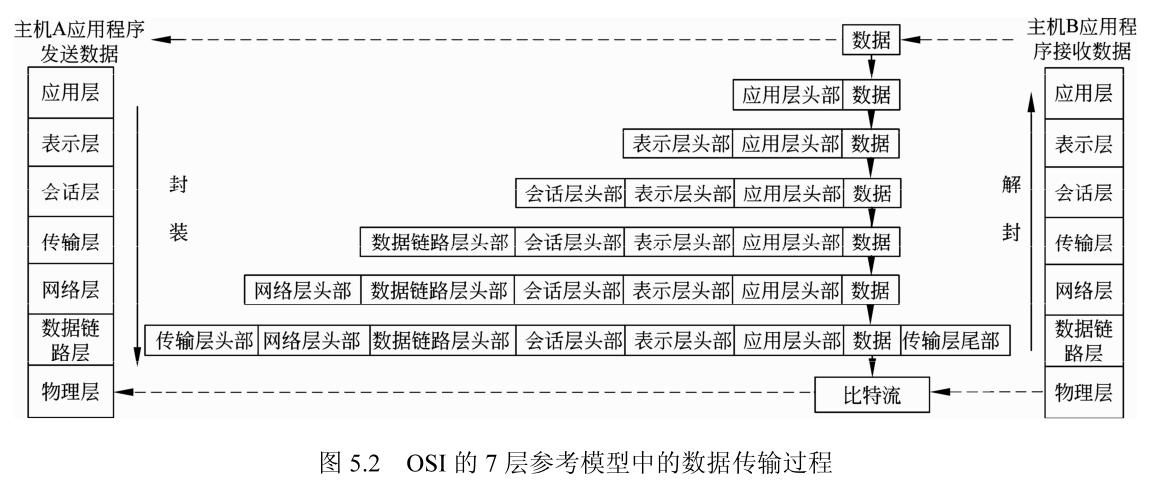 主机A应用程序
发送数据
数据
主机B应用程
序接收数据
应用层
应用层头部 数据
应用层
表示层
表示层头部 应用层头部 数据
表示层
封装
解封
会话层
会话层头部 表示层头部 应用层头部 数据
会话层
传输层
数据链路层头部 会话层头部 表示层头部 应用层头部 数据
传输层
网络层
网络层头部 数据链路层头部 会话层头部 表示层头部 应用层头部 数据
网络层
数据链
路层
传输层头部 网络层头部 数据链路层头部 会话层头部 表示层头部 应用层头部 数据 传输层尾部
数据链
路层
物理层
比特流
物理层
图 5.2 OSI 的 7 层参考模型中的数据传输过程